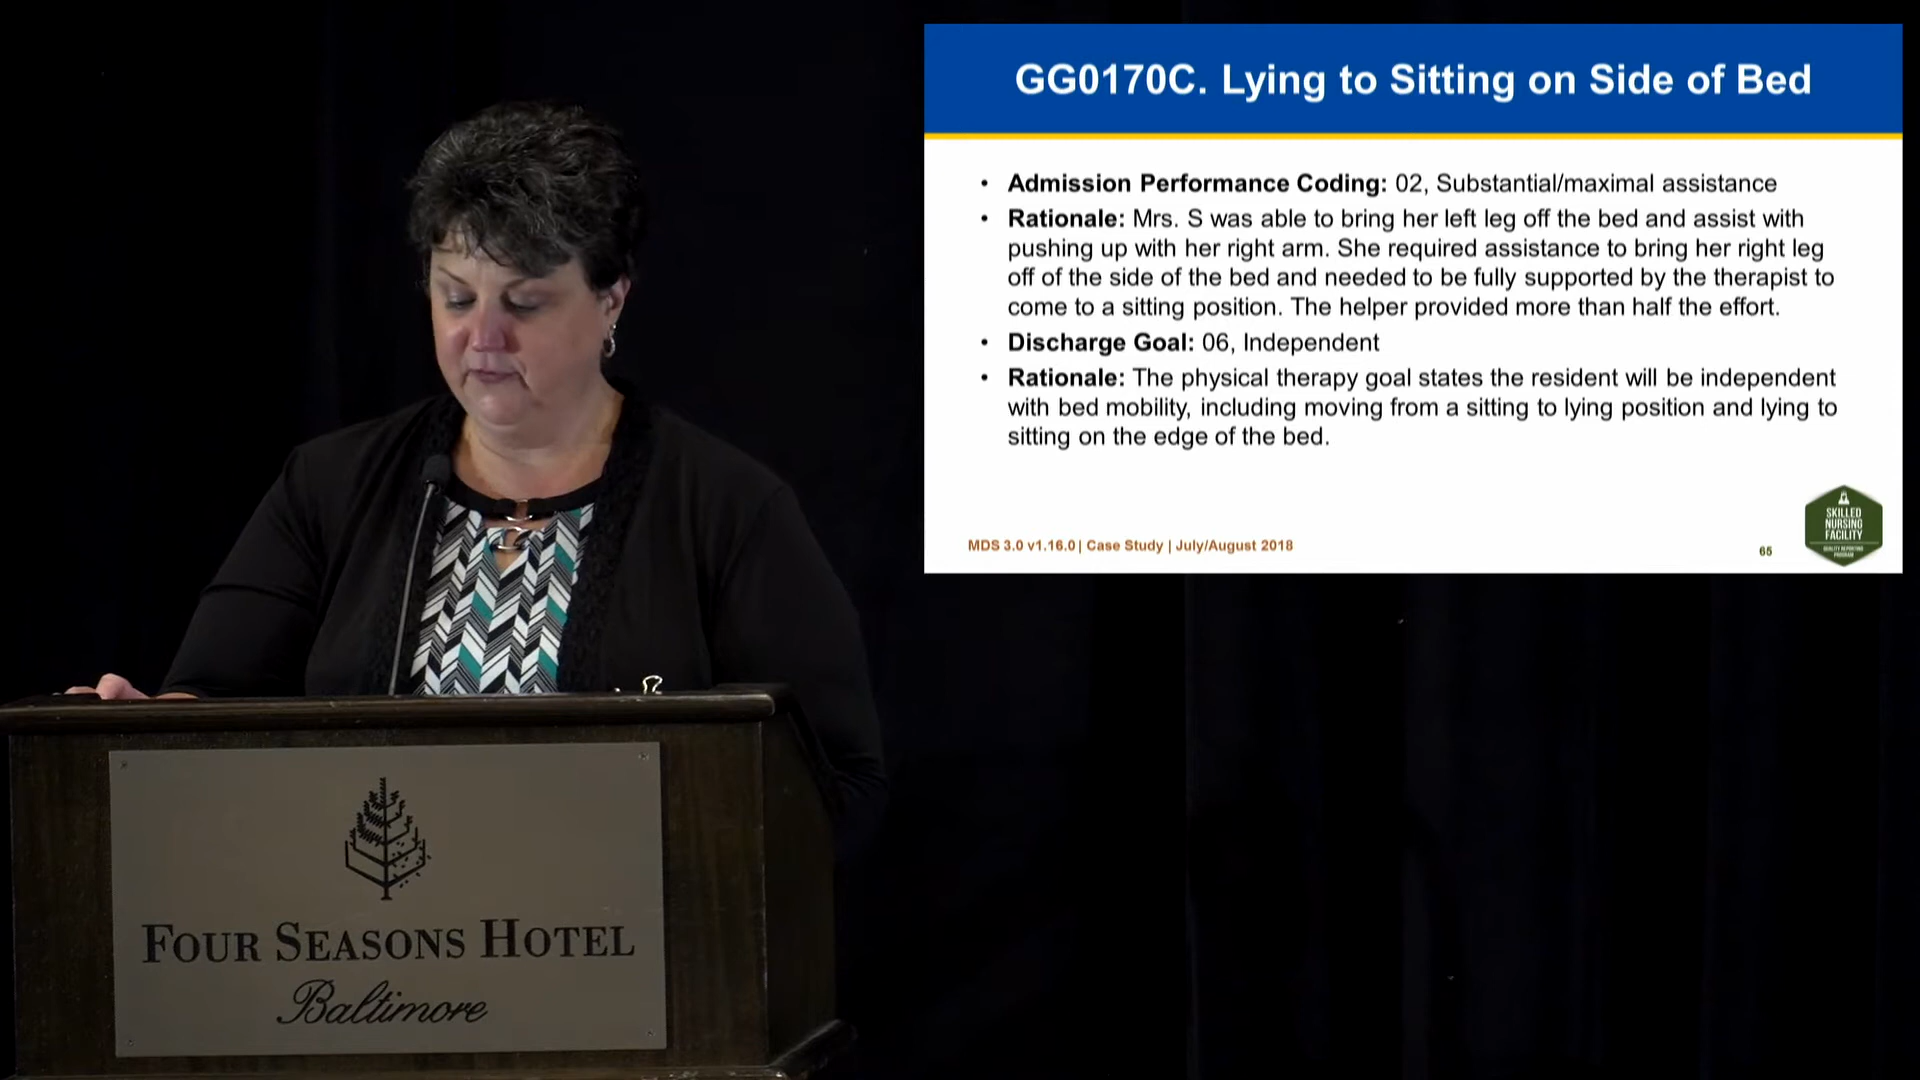 GG0170C. Lying to Sitting on Side of Bed
• Admission Performance Coding: 02, Substantial/maximal assistance
• Rationale: Mrs. S was able to bring her left leg off the bed and assist with
pushing up with her right arm. She required assistance to bring her right leg
off of the side of the bed and needed to be fully supported by the therapist to
come to a sitting position. The helper provided more than half the effort.
• Discharge Goal: 06, Independent
• Rationale: The physical therapy goal states the resident will be independent
with bed mobility, including moving from a sitting to lying position and lying to
sitting on the edge of the bed.
MDS 3.0 v1.16.0 | Case Study | July/August 2018
65
SKILLED
NURSING
FACILITY
QUALITY REPORTING
PROGRAM
FOUR SEASONS HOTEL
Baltimore